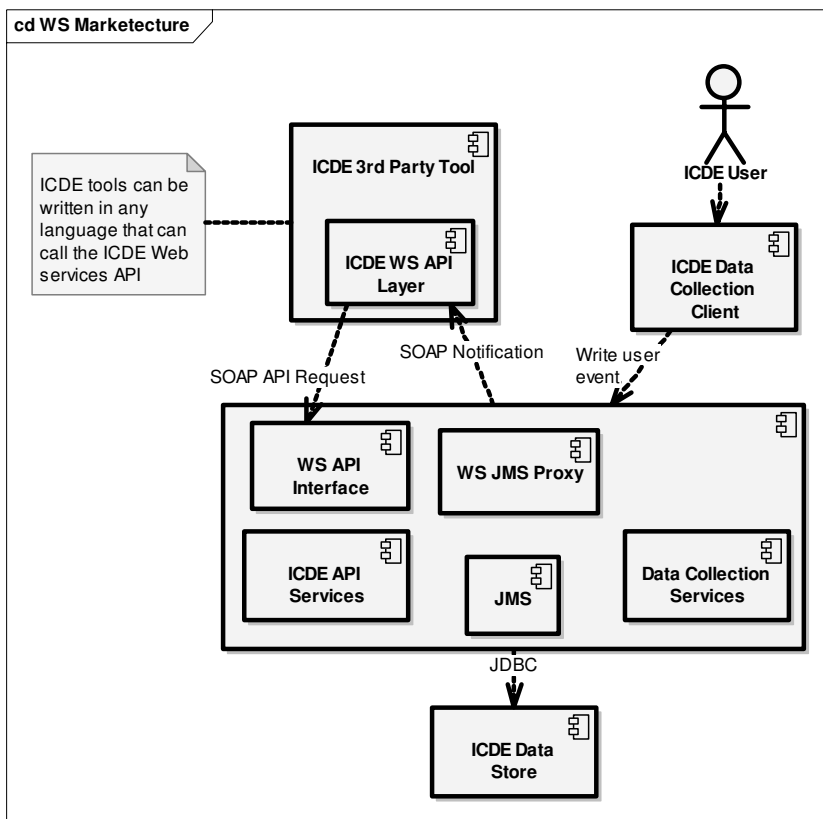 cd WS Marketecture
ICDE tools can be
written in any
language that can
call the ICDE Web
services API
ICDE 3rd Party Tool
ICDE WS API
Layer
ICDE User
ICDE Data
Collection
Client
SOAP API Request
SOAP Notification
Write user
event
WS API
Interface
WS JMS Proxy
ICDE API
Services
JMS
Data Collection
Services
JDBC
ICDE Data
Store